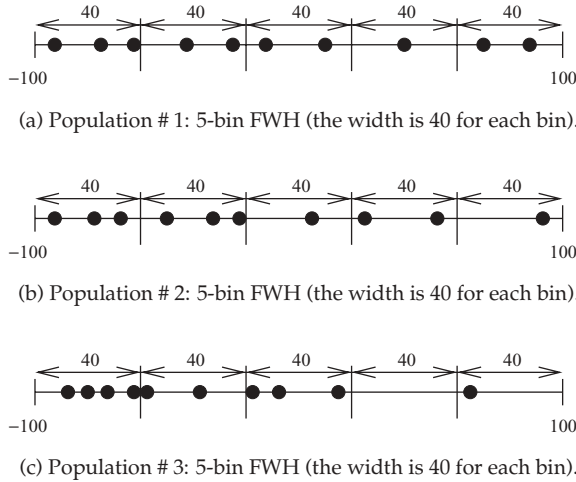 40 40 40 40 40
−100 100
(a) Population # 1: 5-bin FWH (the width is 40 for each bin).
40 40 40 40 40
−100 100
(b) Population # 2: 5-bin FWH (the width is 40 for each bin).
40 40 40 40 40
−100 100
(c) Population # 3: 5-bin FWH (the width is 40 for each bin).